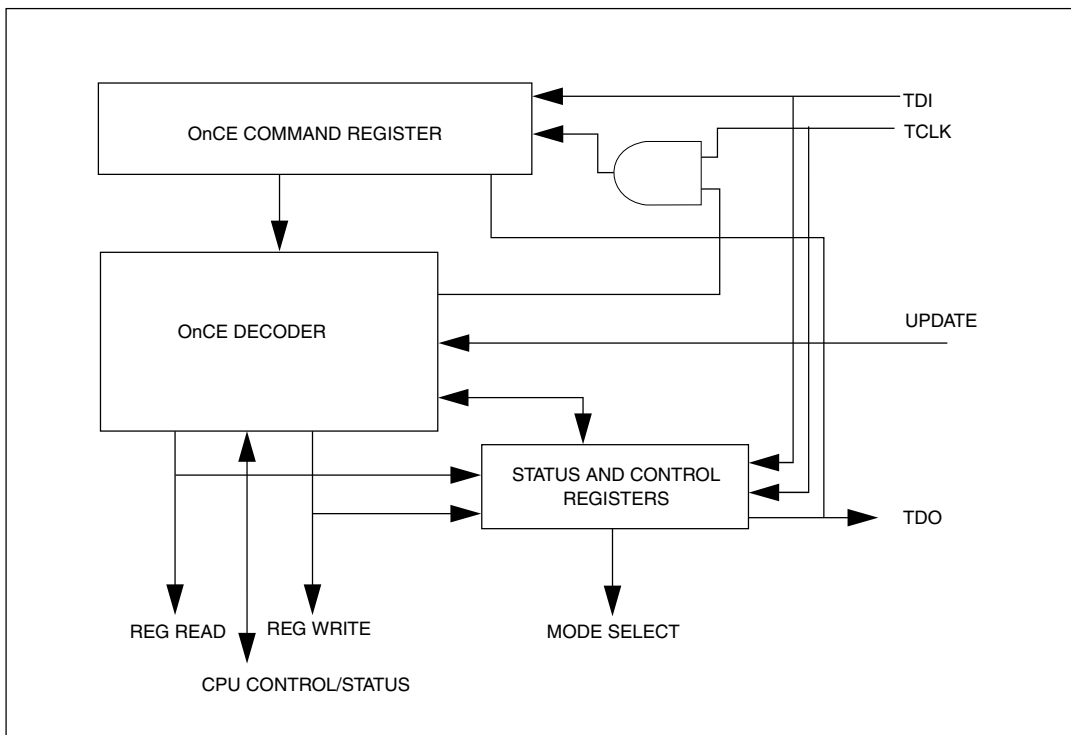 TDI
OnCE COMMAND REGISTER
TCLK
UPDATE
OnCE DECODER
STATUS AND CONTROL
REGISTERS
TDO
REG READ
REG WRITE
MODE SELECT
CPU CONTROL/STATUS